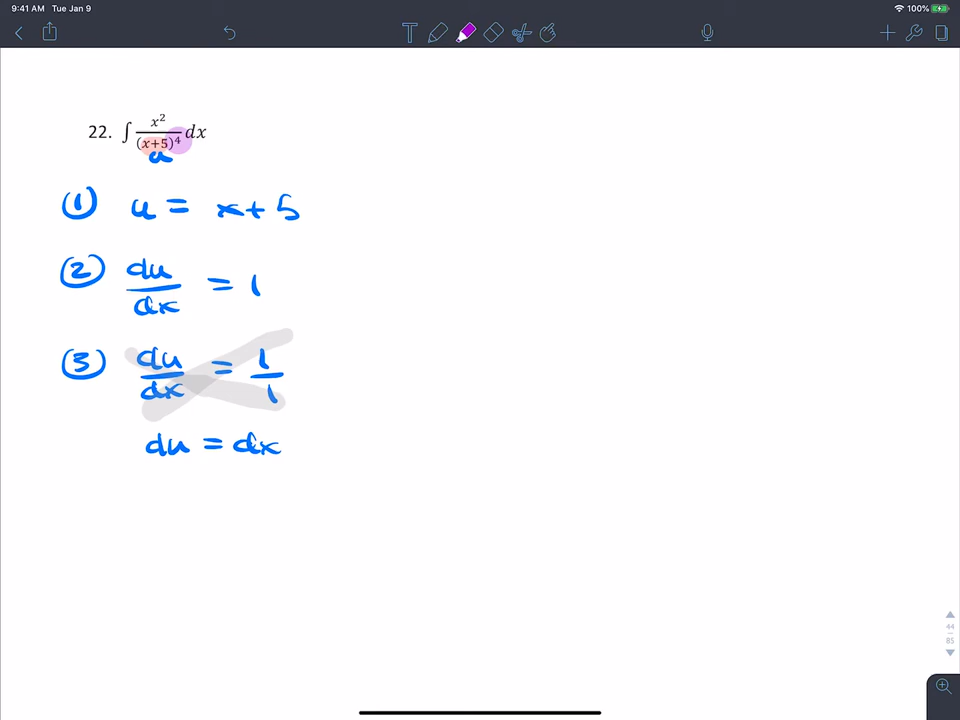 9:41 AM Tue Jan 9
100%
T
22. ∫ x²/(x+5)⁴ dx
u
① u = x+5
② du/dx = 1
③ du/dx = 1/1
du = dx
44
85